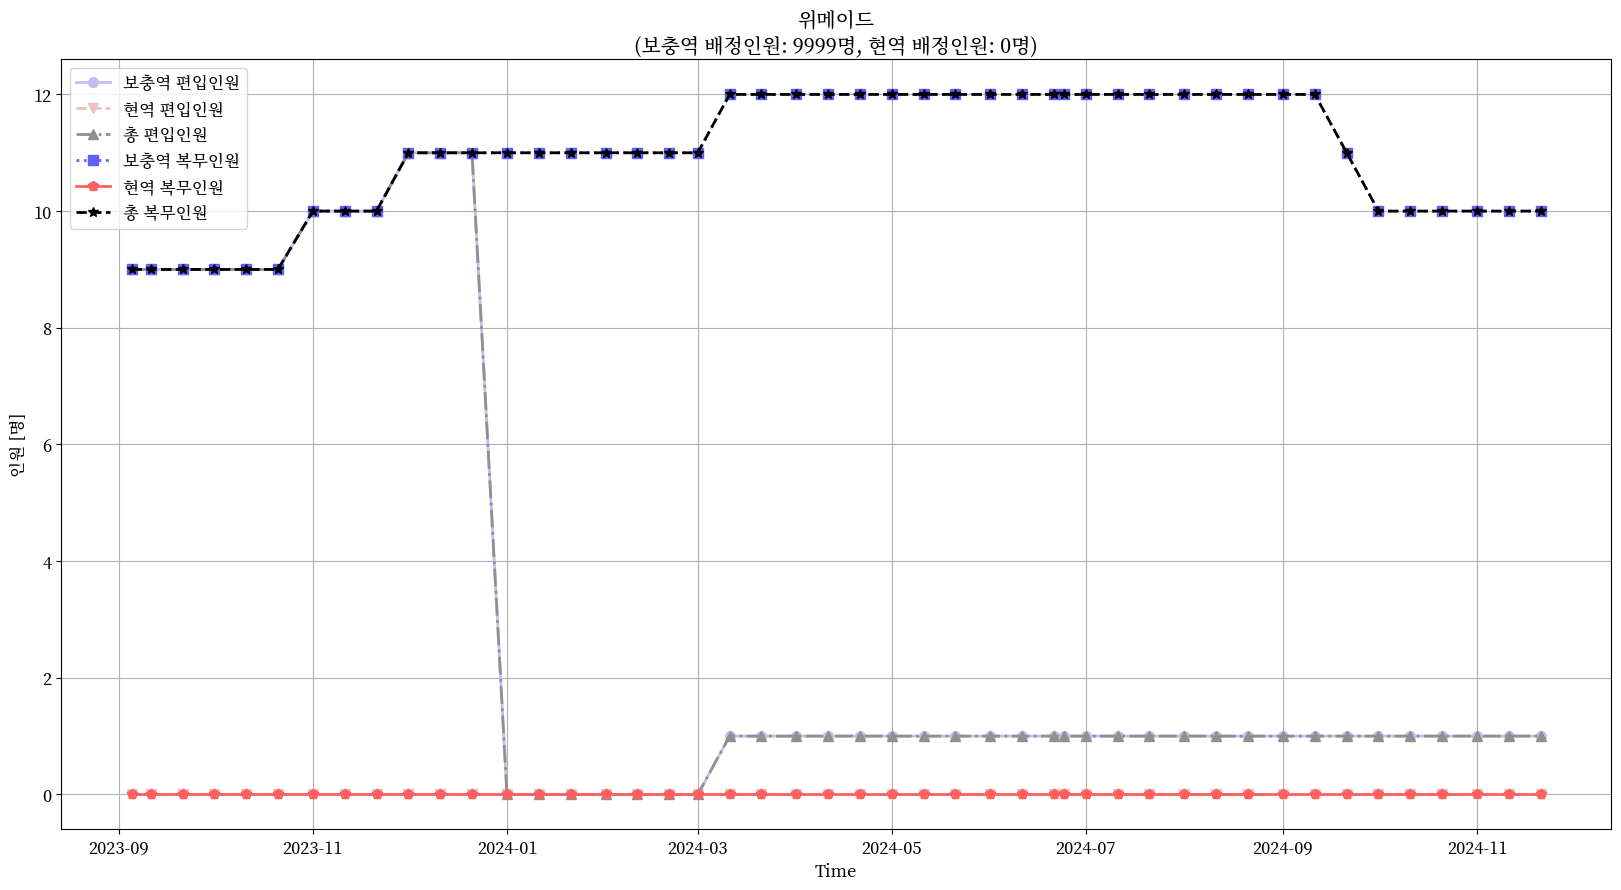 위메이드
(보충역 배정인원: 9999명, 현역 배정인원: 0명)
보충역 편입인원
현역 편입인원
총 편입인원
보충역 복무인원
현역 복무인원
총 복무인원
12
10
8
6
4
2
0
인원 [명]
2023-09
2023-11
2024-01
2024-03
2024-05
2024-07
2024-09
2024-11
Time